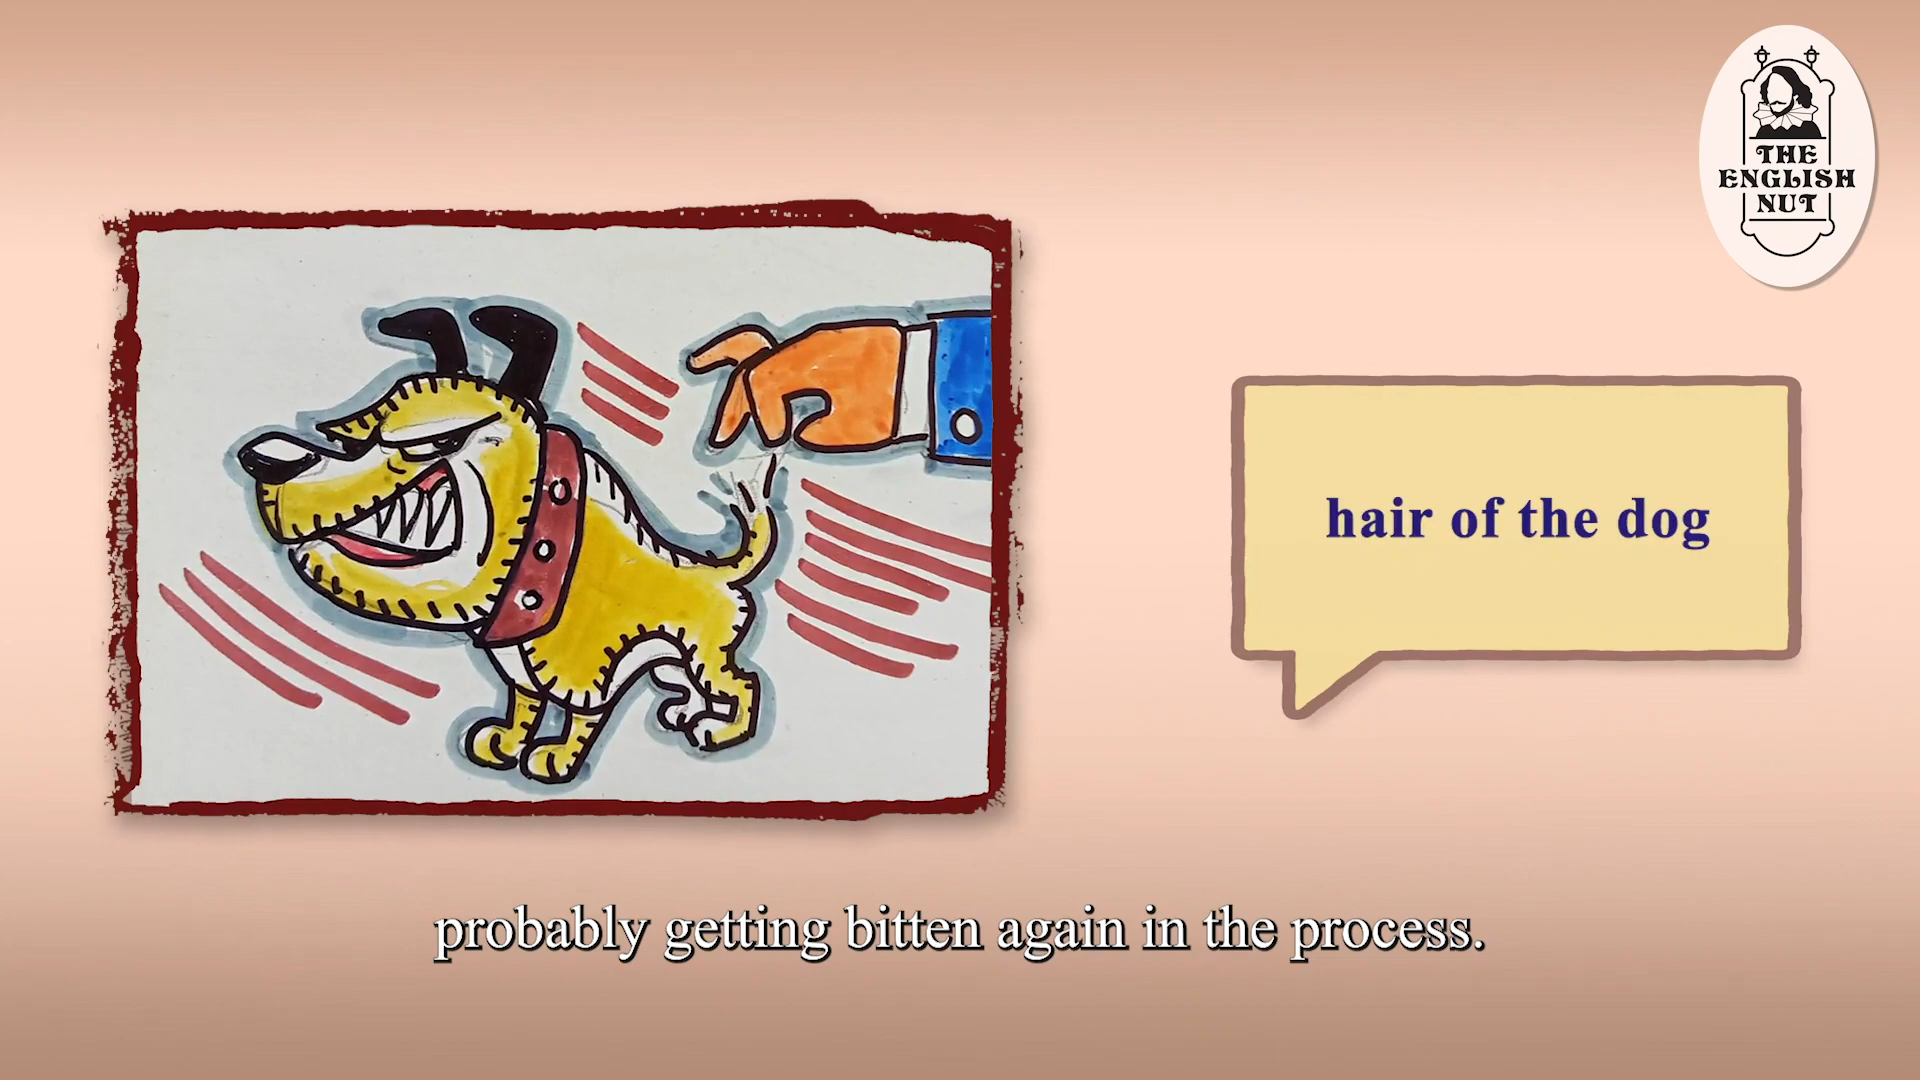 THE
ENGLISH
NUT
hair of the dog
probably getting bitten again in the process.